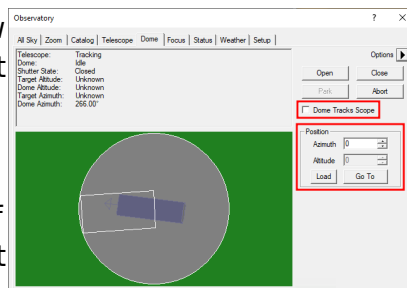 Observatory ? ×
All Sky Zoom Catalog Telescope Dome Focus Status Weather Setup
Telescope: Tracking
Dome: Idle
Shutter State: Closed
Target Altitude: Unknown
Dome Altitude: Unknown
Target Azimuth: Unknown
Dome Azimuth: 266.00°
Options
Open Close
Park Abort
Dome Tracks Scope
Position
Azimuth 0
Altitude 0
Load Go To